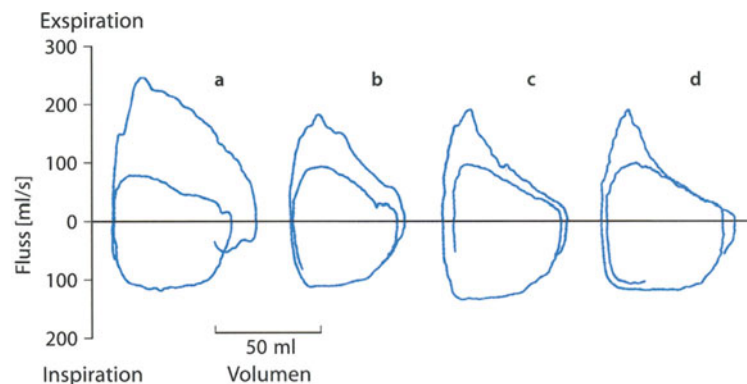 Exspiration
300
a
b
c
d
200
100
0
100
200
Fluss [ml/s]
50 ml
Inspiration
Volumen